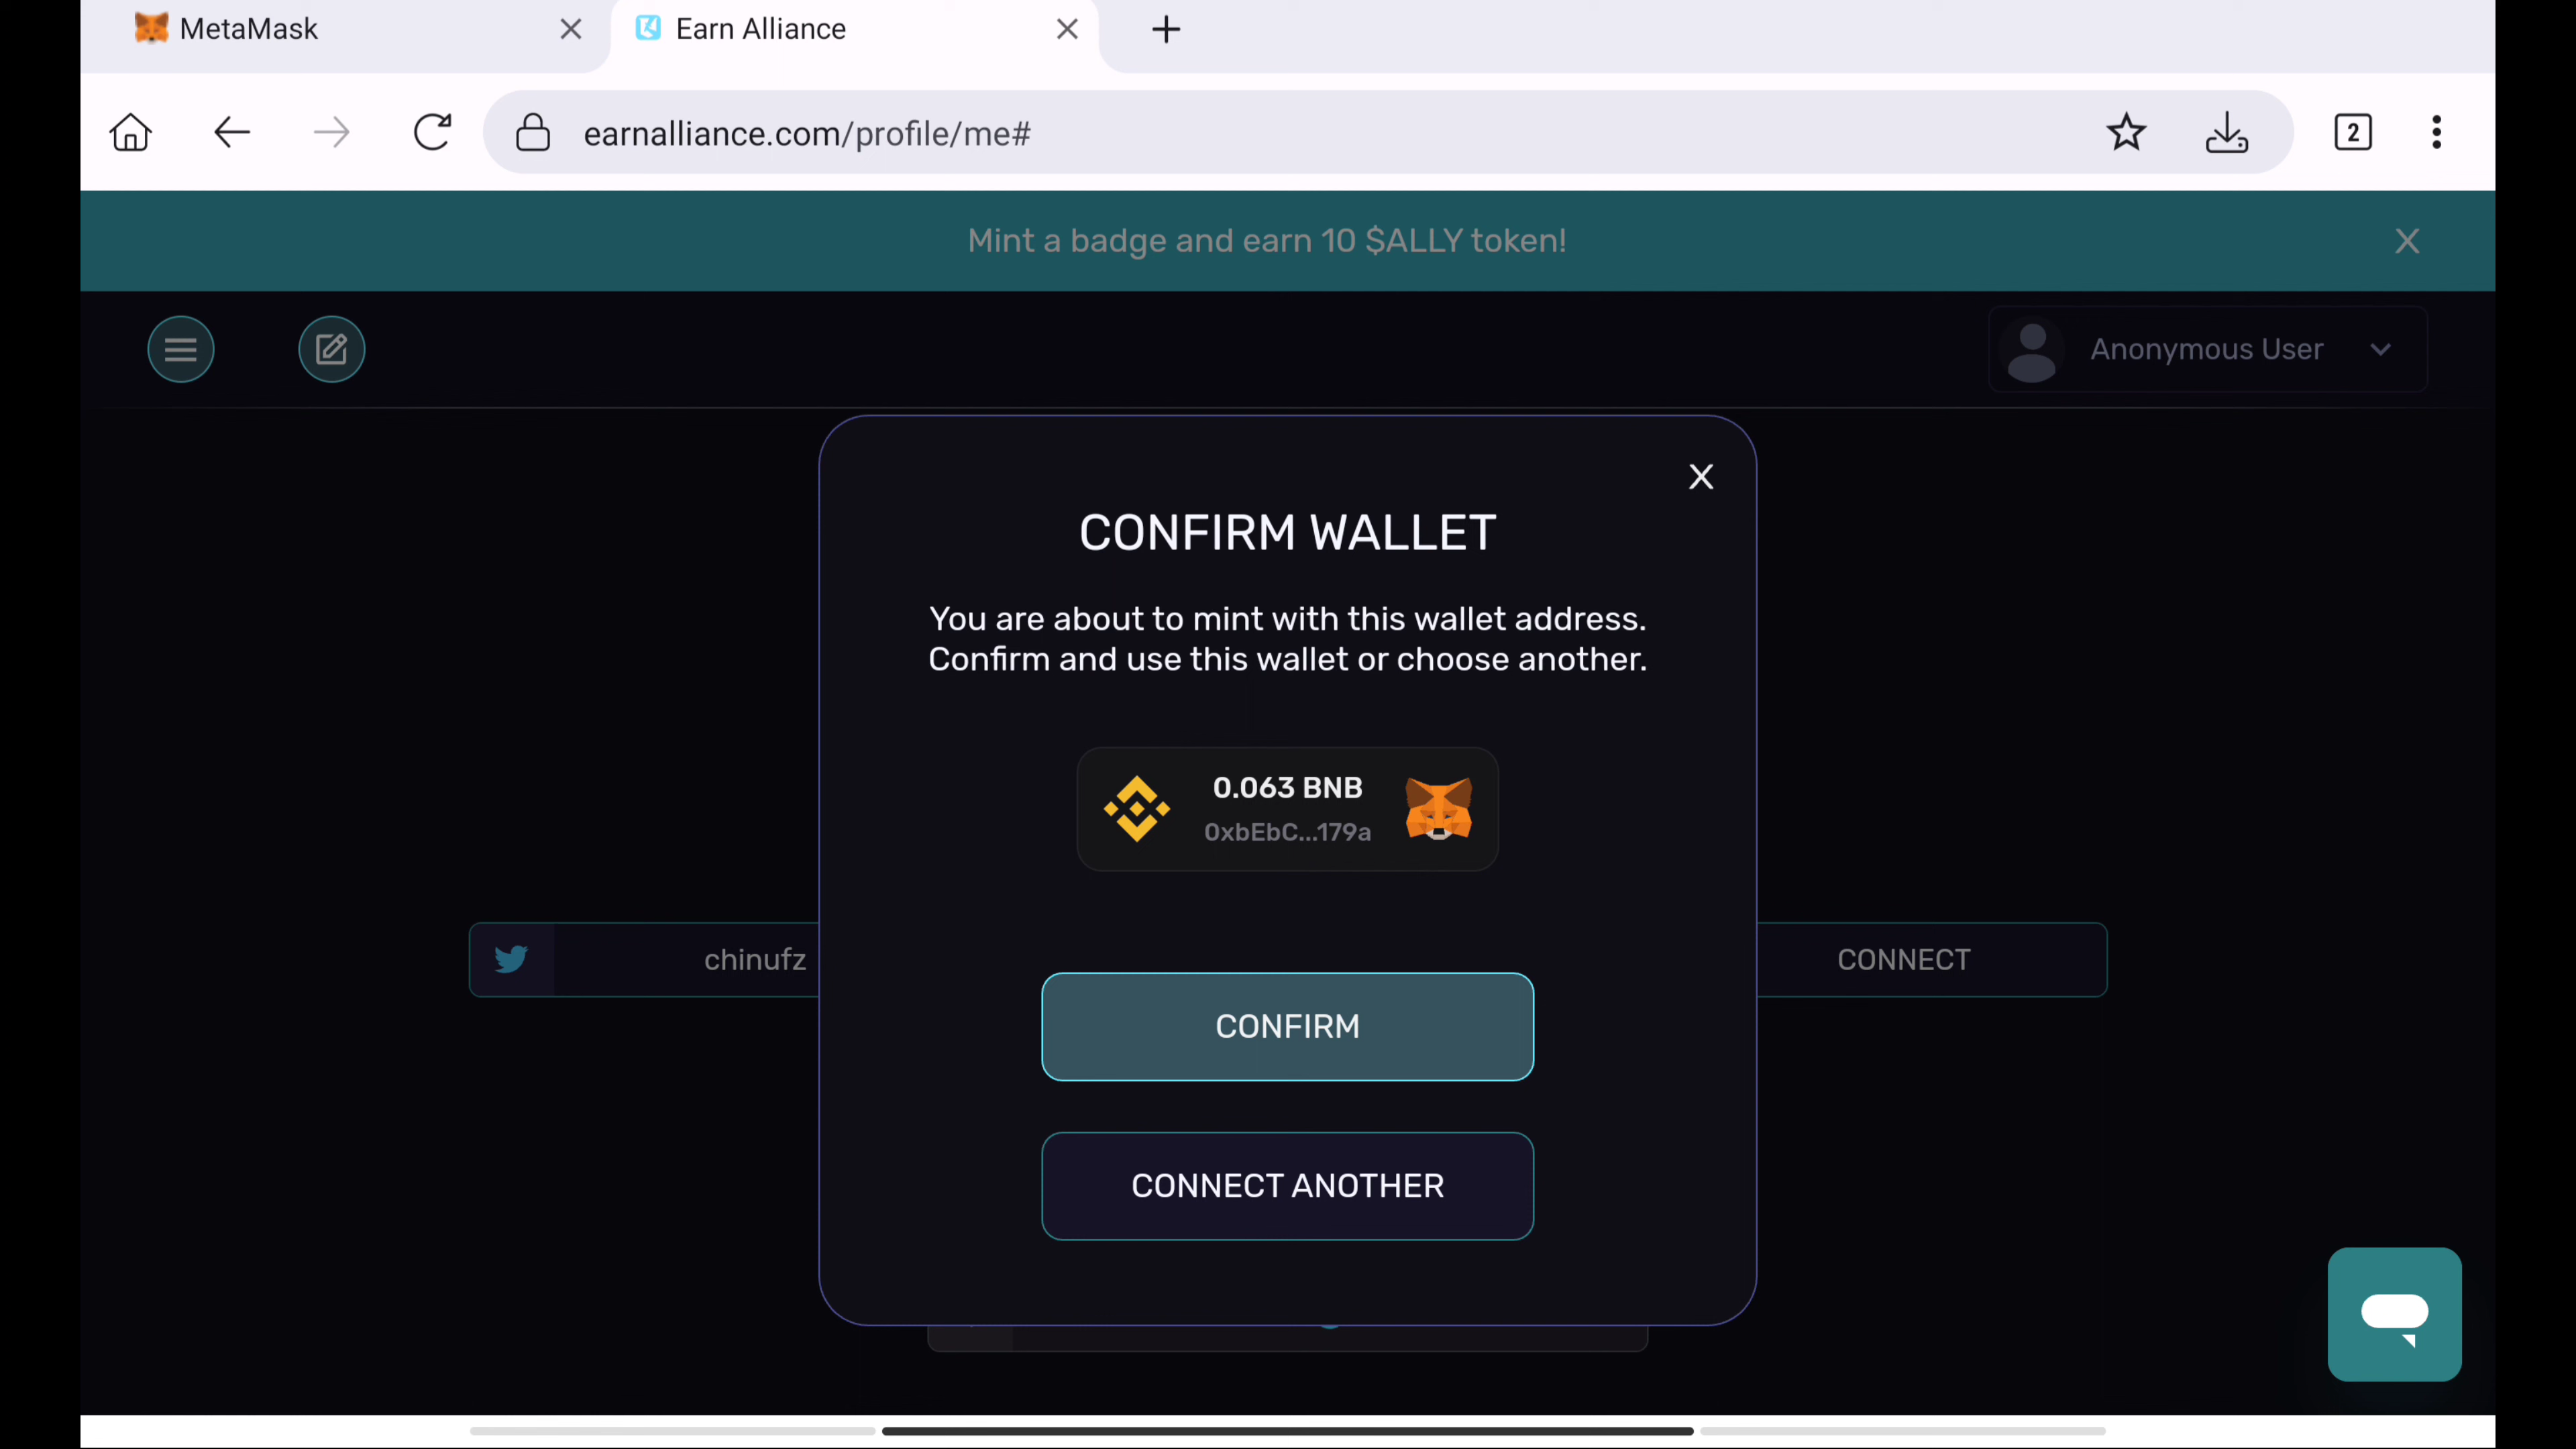 MetaMask
Earn Alliance
earnalliance.com/profile/me#
2
Mint a badge and earn 10 $ALLY token!
X
Anonymous User
X
CONFIRM WALLET
You are about to mint with this wallet address.
Confirm and use this wallet or choose another.
0.063 BNB
0xbEbC...179a
chinufz
CONNECT
CONFIRM
CONNECT ANOTHER